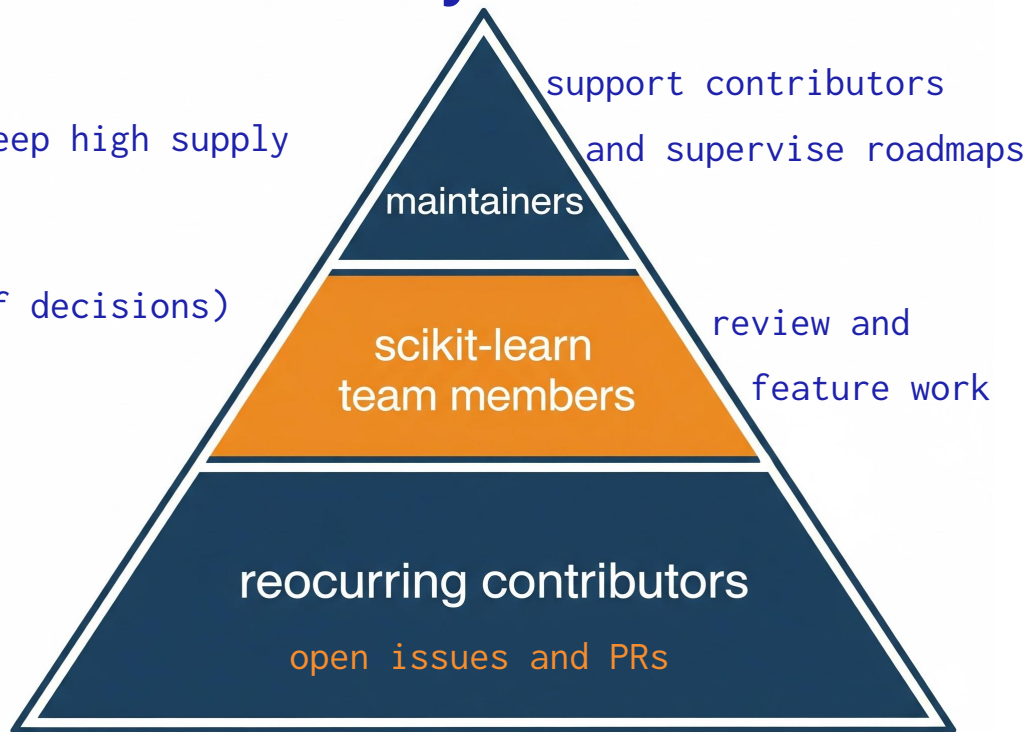 support contributors
high supply
and supervise roadmaps
maintainers
decisions)
review and
scikit-learn
team members
feature work
reocurring contributors
open issues and PRs